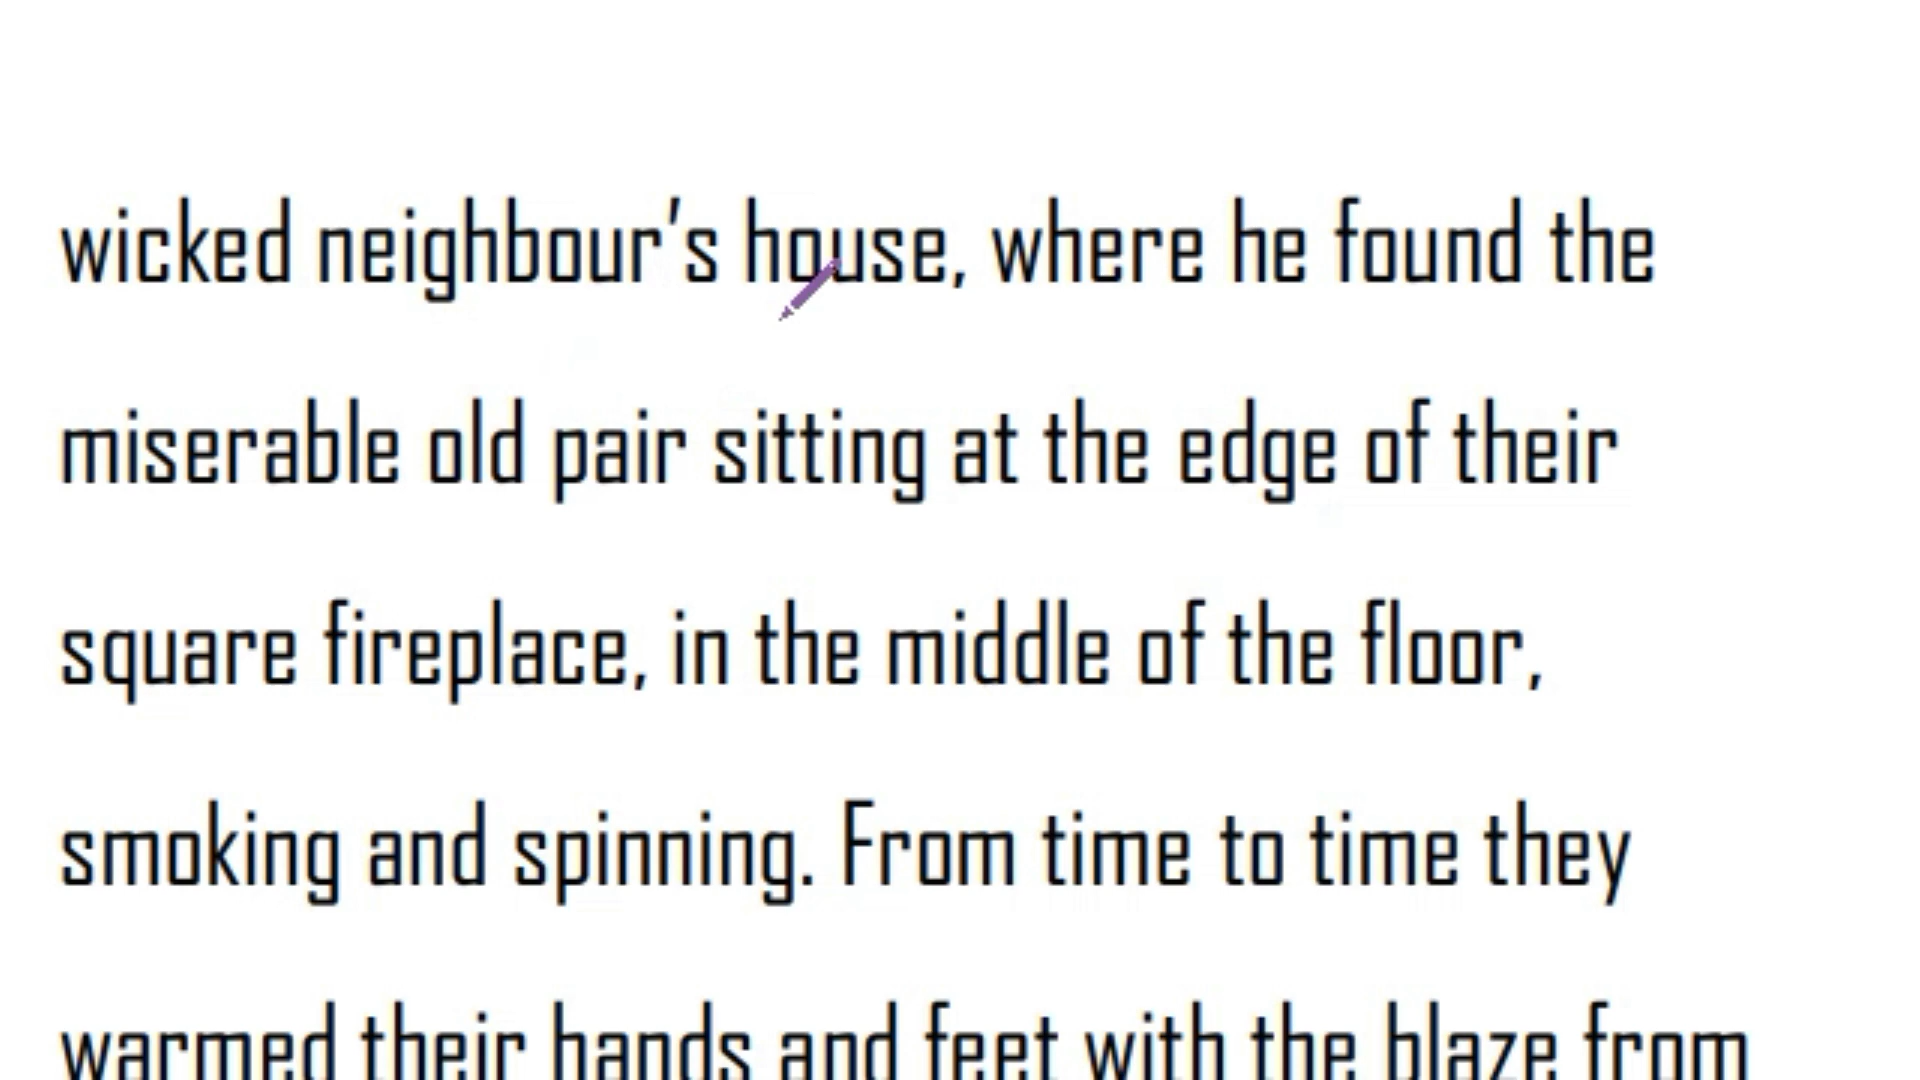 wicked neighbour’s house, where he found the
miserable old pair sitting at the edge of their
square fireplace, in the middle of the floor,
smoking and spinning. From time to time they
warmed their hands and feet with the blaze from